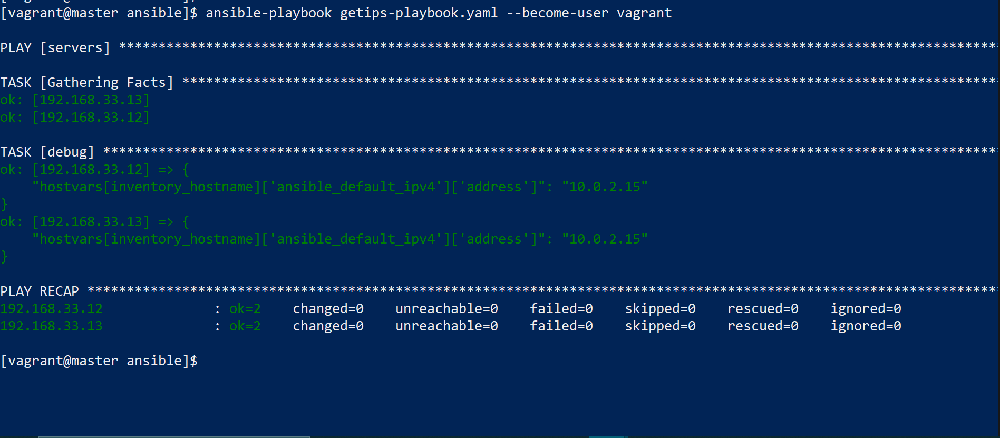 [vagrant@master ansible]$ ansible-playbook getips-playbook.yaml --become-user vagrant
PLAY [servers] ***************************************************************************************************************
TASK [Gathering Facts] *******************************************************************************************************
ok: [192.168.33.13]
ok: [192.168.33.12]
TASK [debug] *****************************************************************************************************************
ok: [192.168.33.12] => {
    "hostvars[inventory_hostname]['ansible_default_ipv4']['address']": "10.0.2.15"
}
ok: [192.168.33.13] => {
    "hostvars[inventory_hostname]['ansible_default_ipv4']['address']": "10.0.2.15"
}
PLAY RECAP *******************************************************************************************************************
192.168.33.12              : ok=2    changed=0    unreachable=0    failed=0    skipped=0    rescued=0    ignored=0
192.168.33.13              : ok=2    changed=0    unreachable=0    failed=0    skipped=0    rescued=0    ignored=0
[vagrant@master ansible]$